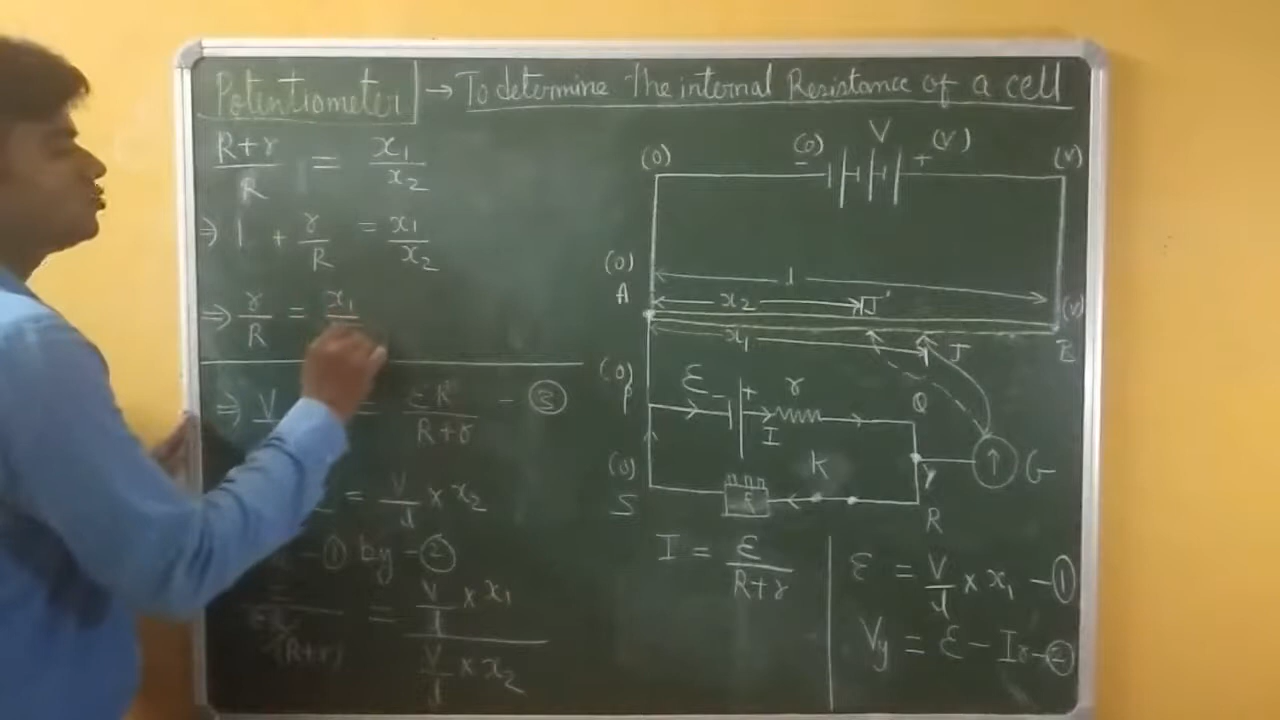 Potentiometer → To determine The internal Resistance of a cell
R+r/R = x1/x2
⇒ 1 + r/R = x1/x2
⇒ r/R = x1
⇒ V = εR/R+r - ③
= V/l × x2
- ① by - ②
(R+r) = V/l × x1 / V/l × x2
(0) (0) - V + (V) (V)
l
(0) A x2 J' (V)
x1 J B
(0) P ε - + r Q
I
(0) S R K Y G
R
I = ε/R+r
ε = V/l × x1 - ①
Vy = ε - Ir - ②